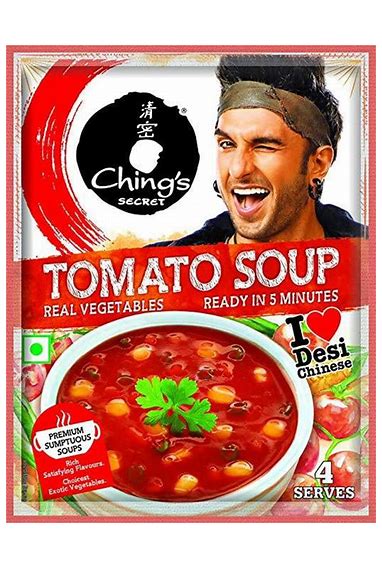 清
密
®
Ching's
SECRET
TOMATO SOUP
REAL VEGETABLES
READY IN 5 MINUTES
I ❤
Desi
Chinese
PREMIUM
SUMPTUOUS
SOUPS
Rich
Satisfying Flavours.
Choicest
Exotic Vegetables.
4
SERVES